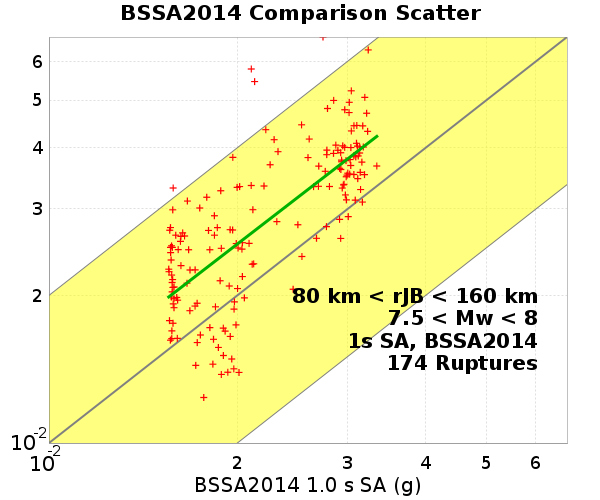 BSSA2014 Comparison Scatter
6
5
4
3
2
10-2
80 km < rJB < 160 km
7.5 < Mw < 8
1s SA, BSSA2014
174 Ruptures
10-2 2 3 4 5 6
BSSA2014 1.0 s SA (g)